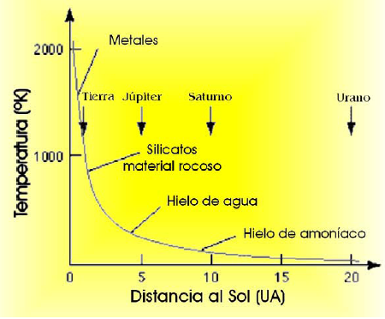 2000
Metales
Tierra Júpiter Saturno Urano
1000
Silicatos
material rocoso
Hielo de agua
Hielo de amoníaco
Temperatura (ºK)
0 5 10 15 20
Distancia al Sol (UA)